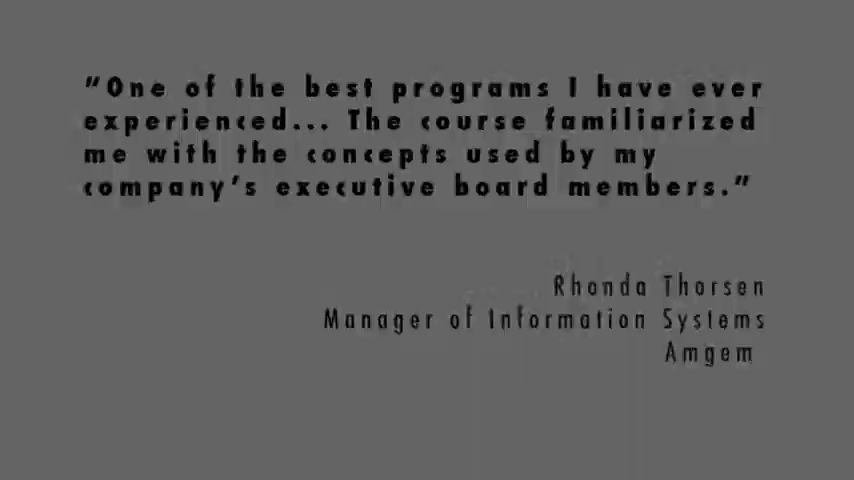 "One of the best programs I have ever
experienced... The course familiarized
me with the concepts used by my
company's executive board members."
Rhonda Thorsen
Manager of Information Systems
Amgem